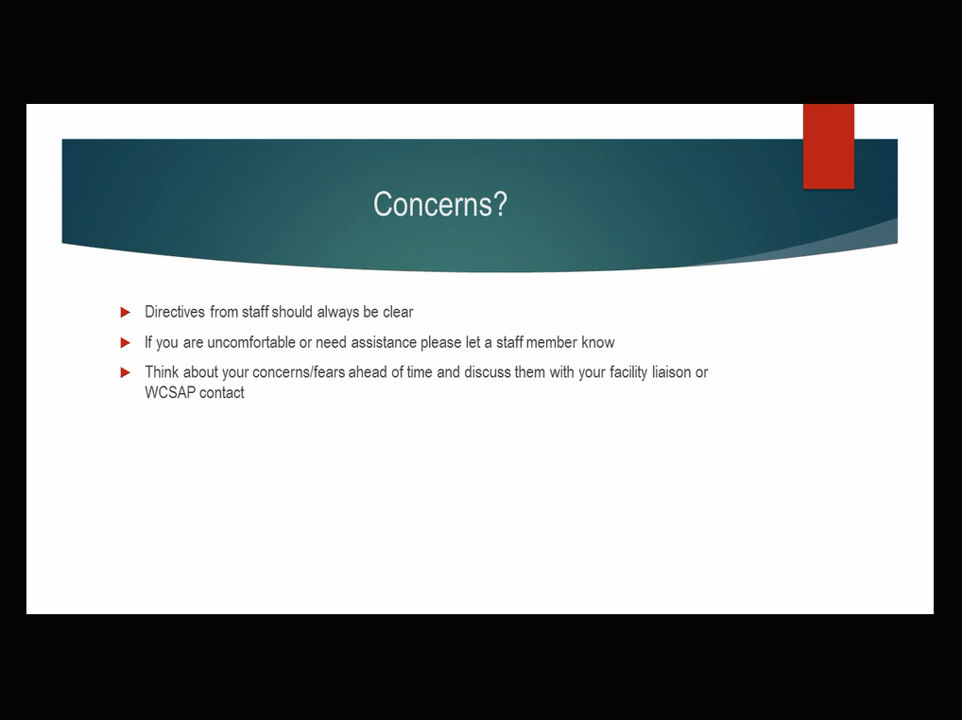 Concerns?
Directives from staff should always be clear
If you are uncomfortable or need assistance please let a staff member know
Think about your concerns/fears ahead of time and discuss them with your facility liaison or
WCSAP contact